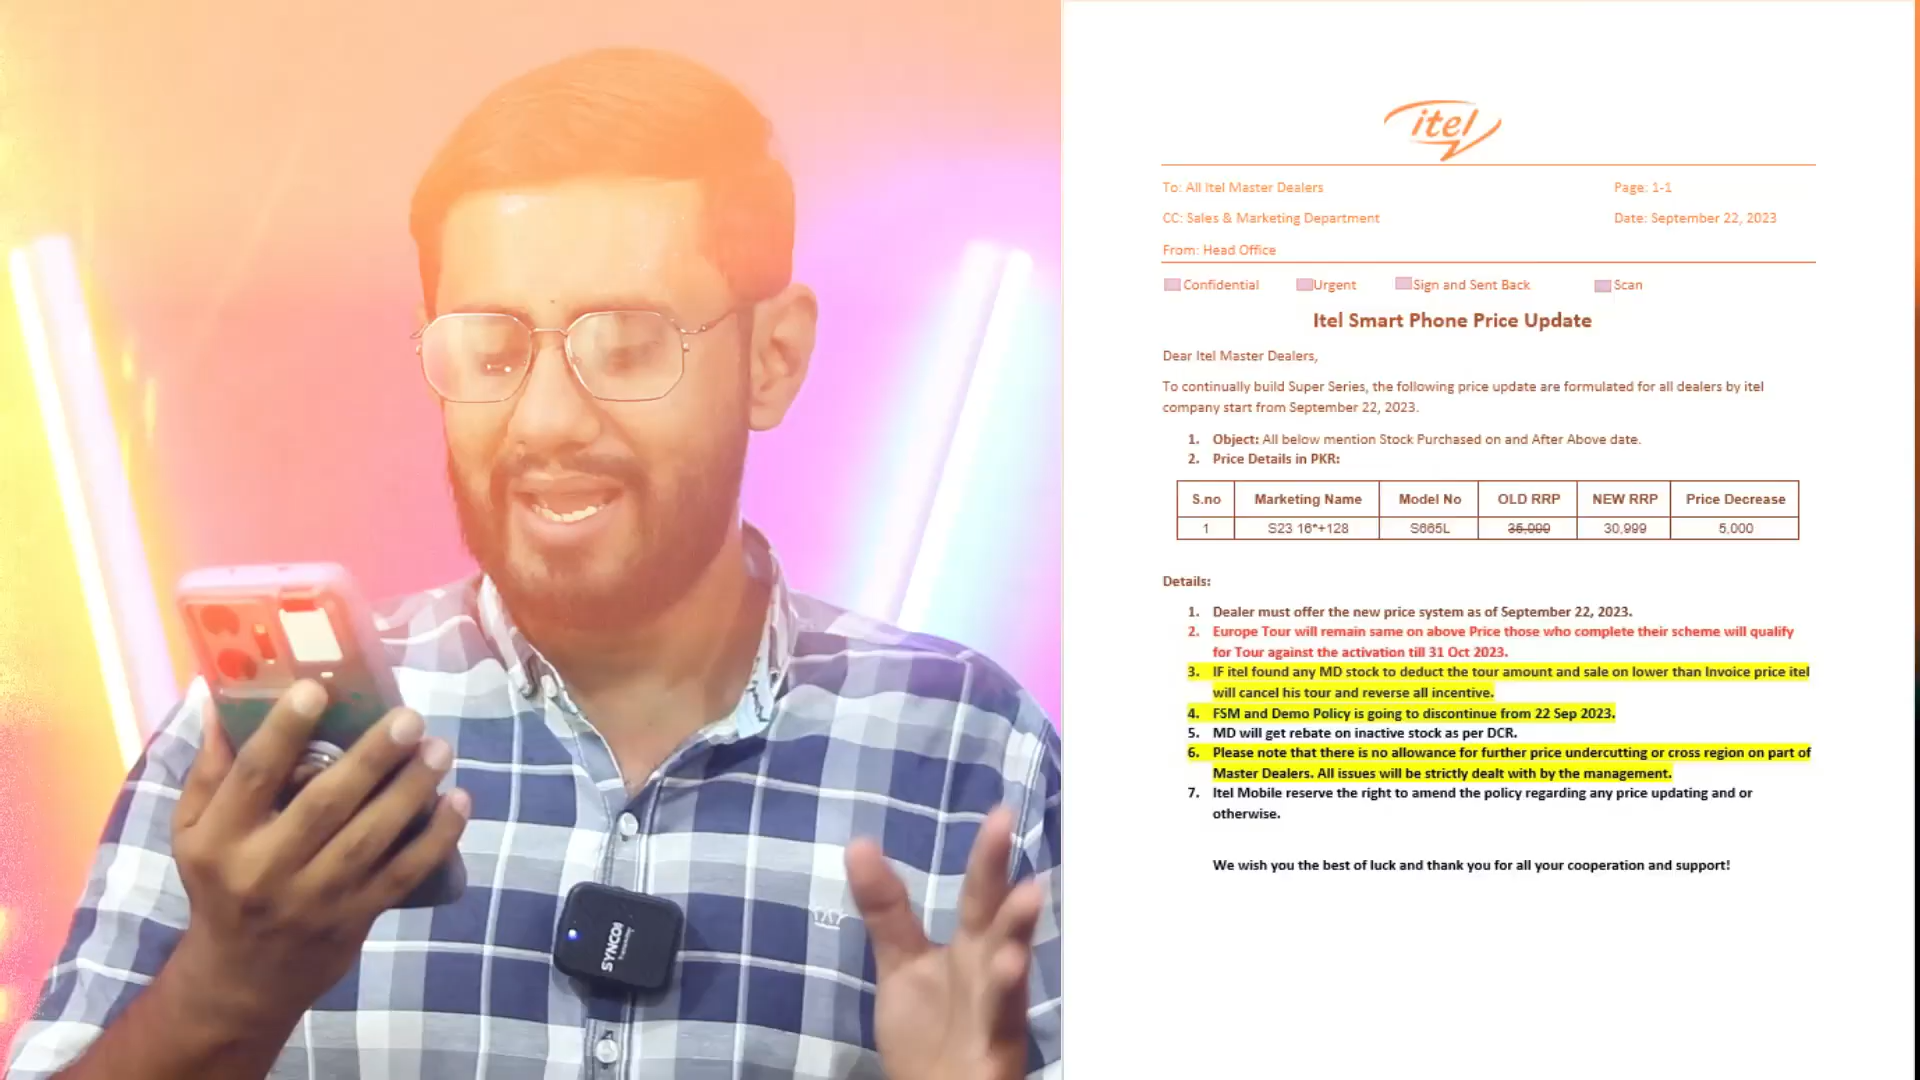 itel
To: All Itel Master Dealers Page: 1-1
CC: Sales & Marketing Department Date: September 22, 2023
From: Head Office
Confidential Urgent Sign and Sent Back Scan
Itel Smart Phone Price Update
Dear Itel Master Dealers,
To continually build Super Series, the following price update are formulated for all dealers by itel
company start from September 22, 2023.
1. Object: All below mention Stock Purchased on and After Above date.
2. Price Details in PKR:
S.no Marketing Name Model No OLD RRP NEW RRP Price Decrease
1 S23 16*+128 S665L 35,999 30,999 5,000
Details:
1. Dealer must offer the new price system as of September 22, 2023.
2. Europe Tour will remain same on above Price those who complete their scheme will qualify
for Tour against the activation till 31 Oct 2023.
3. IF itel found any MD stock to deduct the tour amount and sale on lower than Invoice price itel
will cancel his tour and reverse all incentive.
4. FSM and Demo Policy is going to discontinue from 22 Sep 2023.
5. MD will get rebate on inactive stock as per DCR.
6. Please note that there is no allowance for further price undercutting or cross region on part of
Master Dealers. All issues will be strictly dealt with by the management.
7. Itel Mobile reserve the right to amend the policy regarding any price updating and or
otherwise.
We wish you the best of luck and thank you for all your cooperation and support!
SYNCO